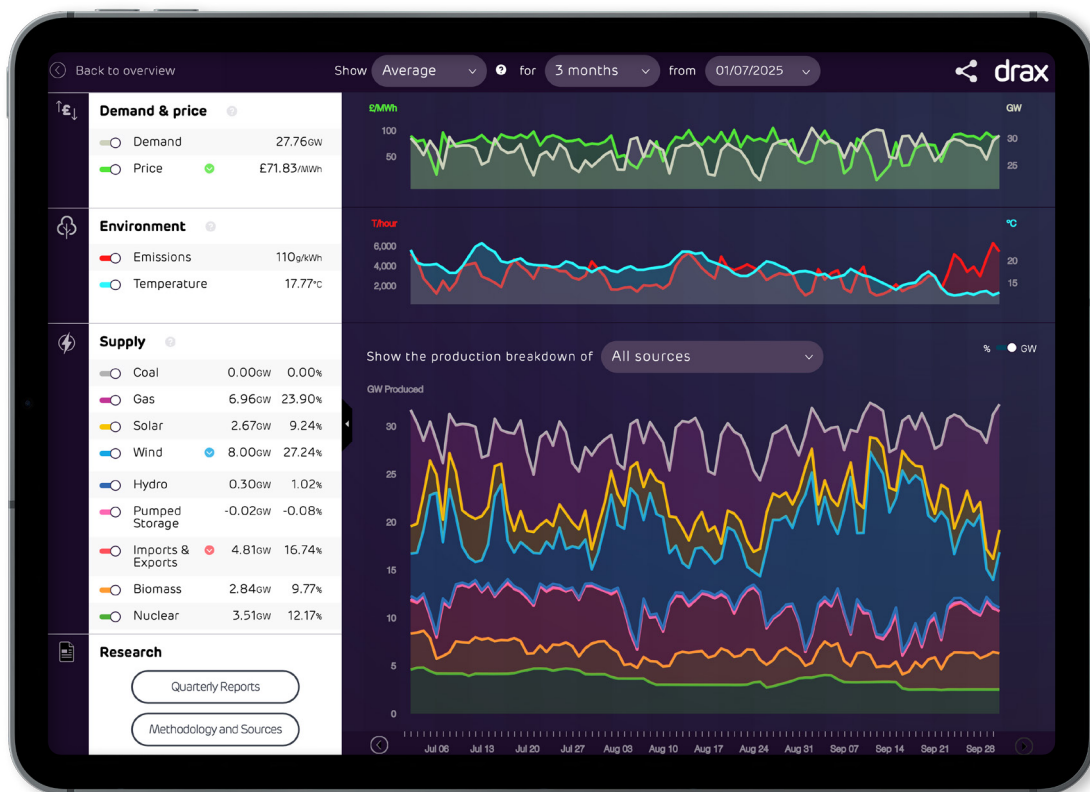 Back to overview
Show Average ? for 3 months from 01/07/2025
drax
↑£↓
Demand & price ?
Demand 27.76GW
Price £71.83/MWh
£/MWh
GW
100
50
30
25
Environment ?
Emissions 110g/kWh
Temperature 17.77°C
T/hour
°C
6,000
4,000
2,000
20
15
Supply ?
Coal 0.00GW 0.00%
Gas 6.96GW 23.90%
Solar 2.67GW 9.24%
Wind 8.00GW 27.24%
Hydro 0.30GW 1.02%
Pumped -0.02GW -0.08%
Storage
Imports & 4.81GW 16.74%
Exports
Biomass 2.84GW 9.77%
Nuclear 3.51GW 12.17%
Show the production breakdown of All sources
% GW
GW Produced
30
25
20
15
10
5
0
Jul 06 Jul 13 Jul 20 Jul 27 Aug 03 Aug 10 Aug 17 Aug 24 Aug 31 Sep 07 Sep 14 Sep 21 Sep 28
Research
Quarterly Reports
Methodology and Sources